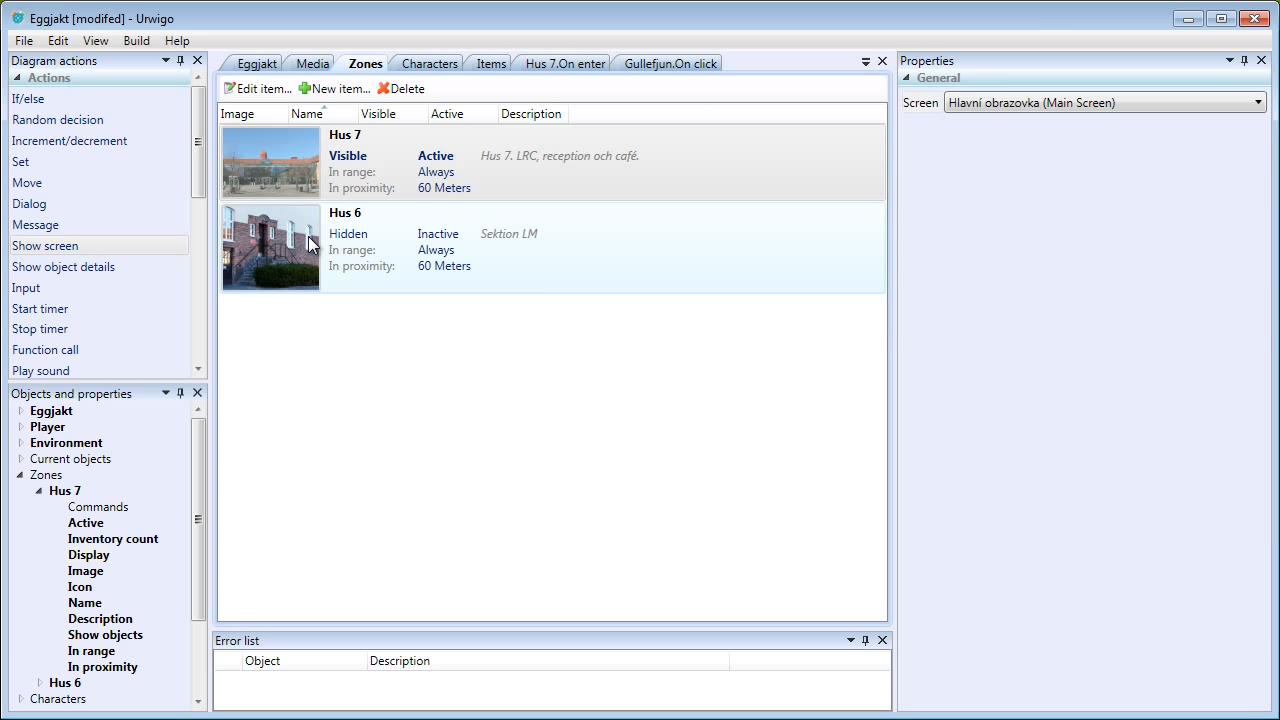 Eggjakt [modifed] - Urwigo
File Edit View Build Help
Diagram actions
Actions
If/else
Random decision
Increment/decrement
Set
Move
Dialog
Message
Show screen
Show object details
Input
Start timer
Stop timer
Function call
Play sound
Objects and properties
Eggjakt
Player
Environment
Current objects
Zones
Hus 7
Commands
Active
Inventory count
Display
Image
Icon
Name
Description
Show objects
In range
In proximity
Hus 6
Characters
Eggjakt Media Zones Characters Items Hus 7.On enter Gullefjun.On click
Edit item... New item... Delete
Image Name Visible Active Description
Hus 7
Visible Active Hus 7. LRC, reception och café.
In range: Always
In proximity: 60 Meters
Hus 6
Hidden Inactive Sektion LM
In range: Always
In proximity: 60 Meters
Error list
Object Description
Properties
General
Screen Hlavní obrazovka (Main Screen)